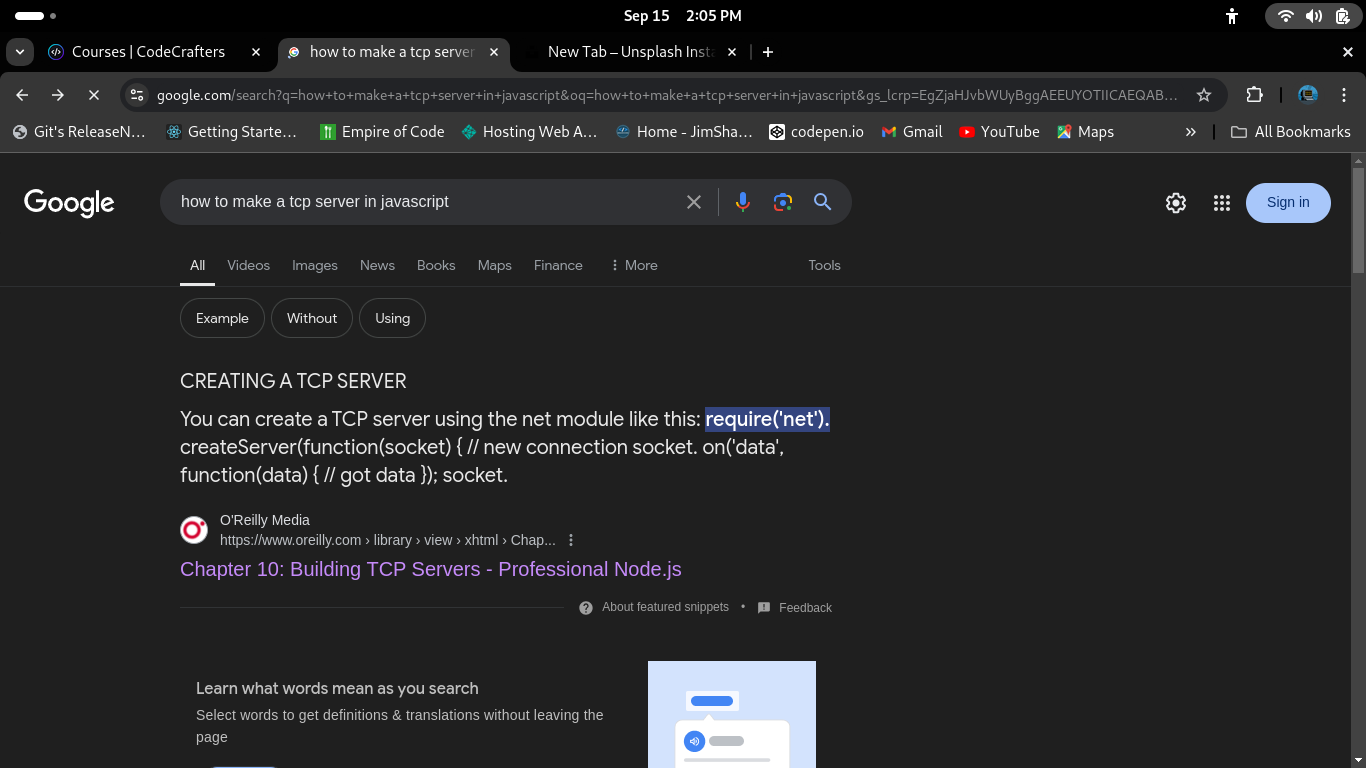 Sep 15 2:05 PM
Courses | CodeCrafters
how to make a tcp server
New Tab – Unsplash Inst
google.com/search?q=how+to+make+a+tcp+server+in+javascript&oq=how+to+make+a+tcp+server+in+javascript&gs_lcrp=EgZjaHJvbWUyBggAEEUYOTIICAEQAB...
Git's ReleaseN... Getting Starte... Empire of Code Hosting Web A... Home - JimSha... codepen.io Gmail YouTube Maps » All Bookmarks
Google
how to make a tcp server in javascript
Sign in
All Videos Images News Books Maps Finance More Tools
Example Without Using
CREATING A TCP SERVER
You can create a TCP server using the net module like this: require('net').
createServer(function(socket) { // new connection socket. on('data',
function(data) { // got data }); socket.
O'Reilly Media
https://www.oreilly.com › library › view › xhtml › Chap...
Chapter 10: Building TCP Servers - Professional Node.js
About featured snippets • Feedback
Learn what words mean as you search
Select words to get definitions & translations without leaving the
page